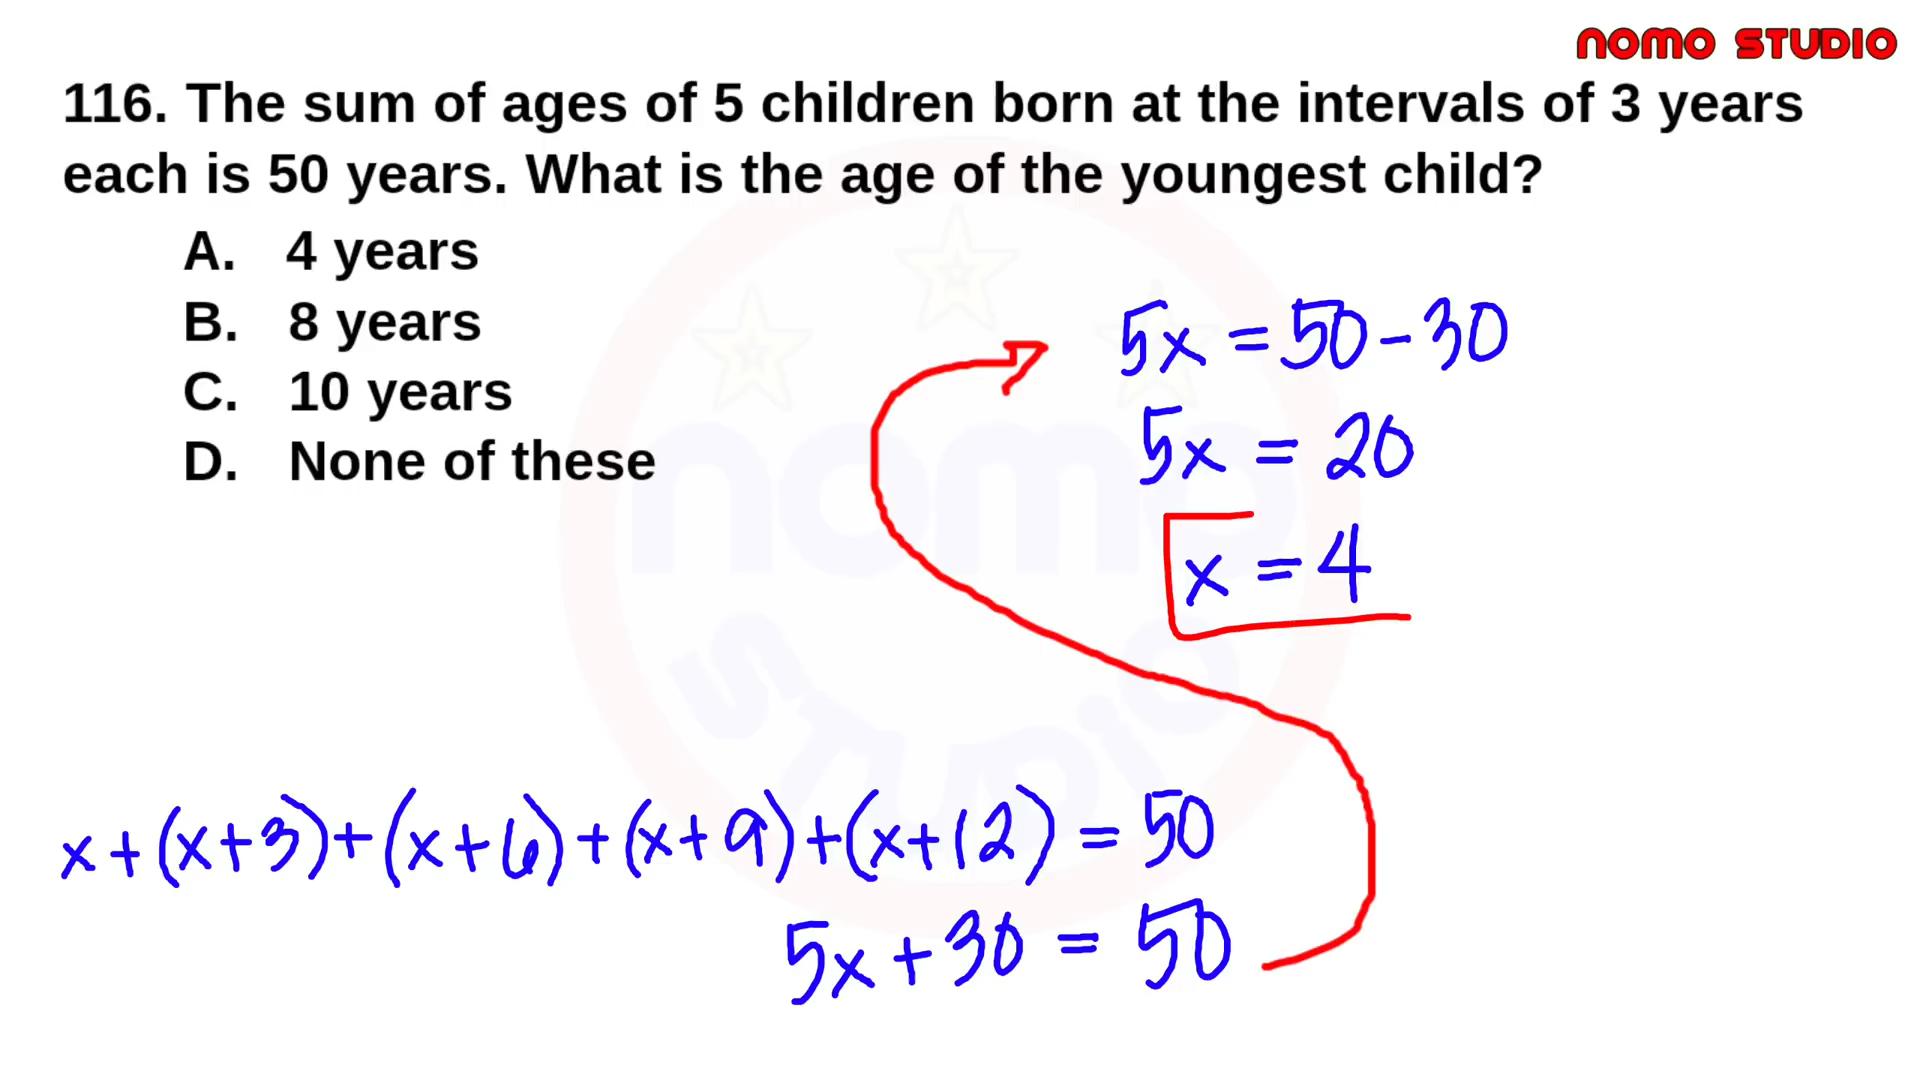 NOMO STUDIO
116. The sum of ages of 5 children born at the intervals of 3 years
each is 50 years. What is the age of the youngest child?
A. 4 years
B. 8 years
C. 10 years
D. None of these
5x = 50 - 30
5x = 20
x = 4
nomo
STUDiO
x + (x + 3) + (x + 6) + (x + 9) + (x + 12) = 50
5x + 30 = 50